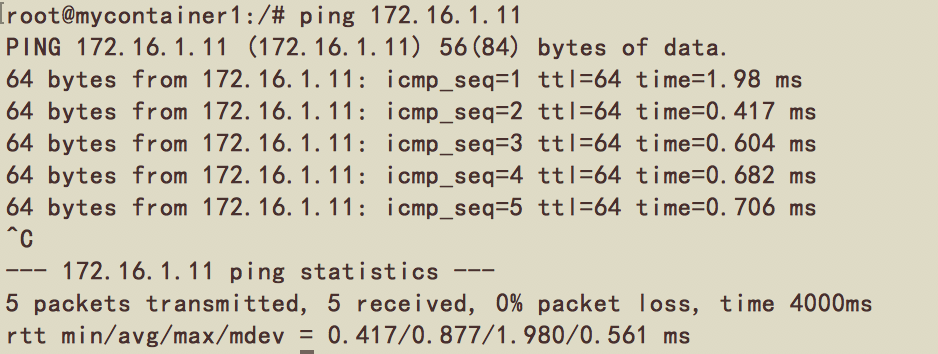 root@mycontainer1:/# ping 172.16.1.11
PING 172.16.1.11 (172.16.1.11) 56(84) bytes of data.
64 bytes from 172.16.1.11: icmp_seq=1 ttl=64 time=1.98 ms
64 bytes from 172.16.1.11: icmp_seq=2 ttl=64 time=0.417 ms
64 bytes from 172.16.1.11: icmp_seq=3 ttl=64 time=0.604 ms
64 bytes from 172.16.1.11: icmp_seq=4 ttl=64 time=0.682 ms
64 bytes from 172.16.1.11: icmp_seq=5 ttl=64 time=0.706 ms
^C
--- 172.16.1.11 ping statistics ---
5 packets transmitted, 5 received, 0% packet loss, time 4000ms
rtt min/avg/max/mdev = 0.417/0.877/1.980/0.561 ms